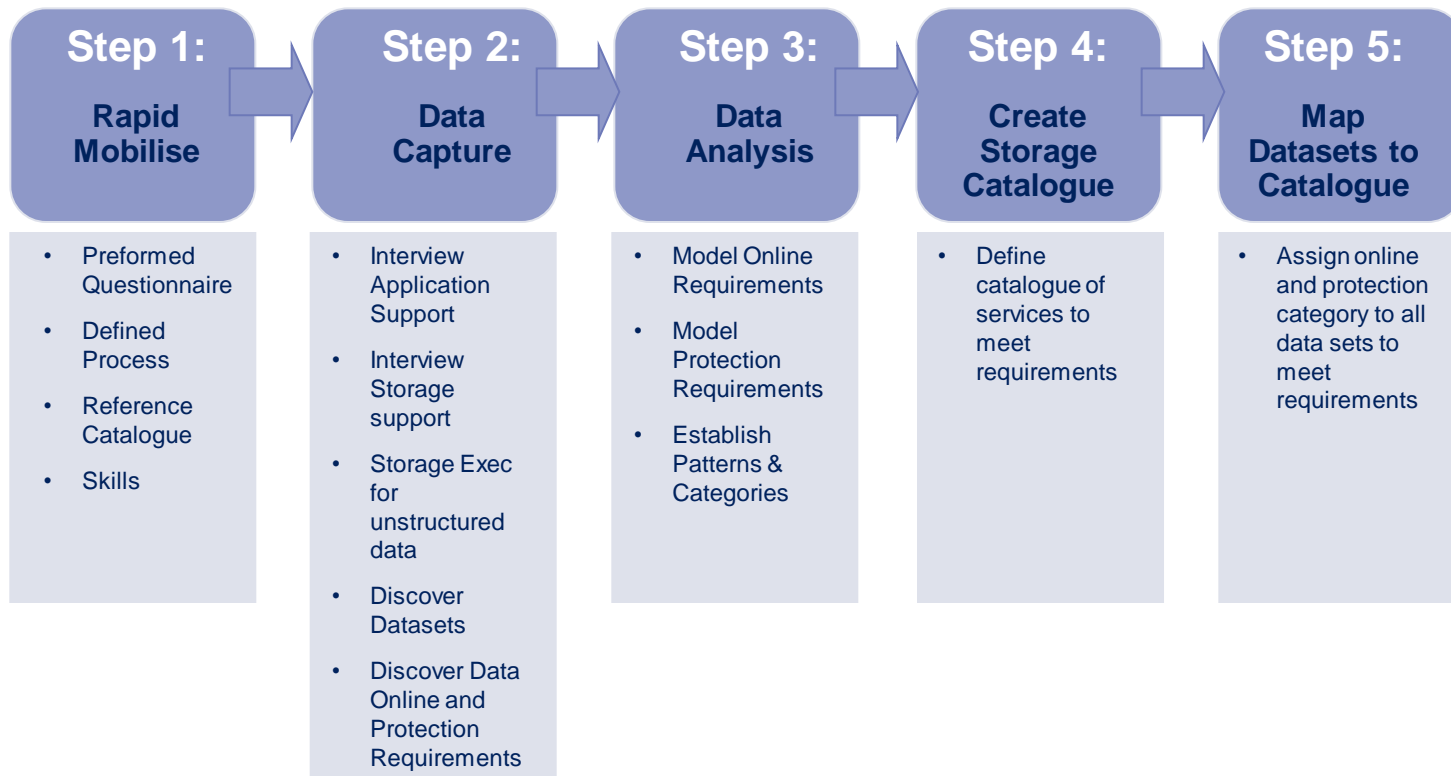 Step 1:
Rapid
Mobilise
• Preformed
Questionnaire
• Defined
Process
• Reference
Catalogue
• Skills
Step 2:
Data
Capture
• Interview
Application
Support
• Interview
Storage
support
• Storage Exec
for
unstructured
data
• Discover
Datasets
• Discover Data
Online and
Protection
Requirements
Step 3:
Data
Analysis
• Model Online
Requirements
• Model
Protection
Requirements
• Establish
Patterns &
Categories
Step 4:
Create
Storage
Catalogue
• Define
catalogue of
services to
meet
requirements
Step 5:
Map
Datasets to
Catalogue
• Assign online
and protection
category to all
data sets to
meet
requirements